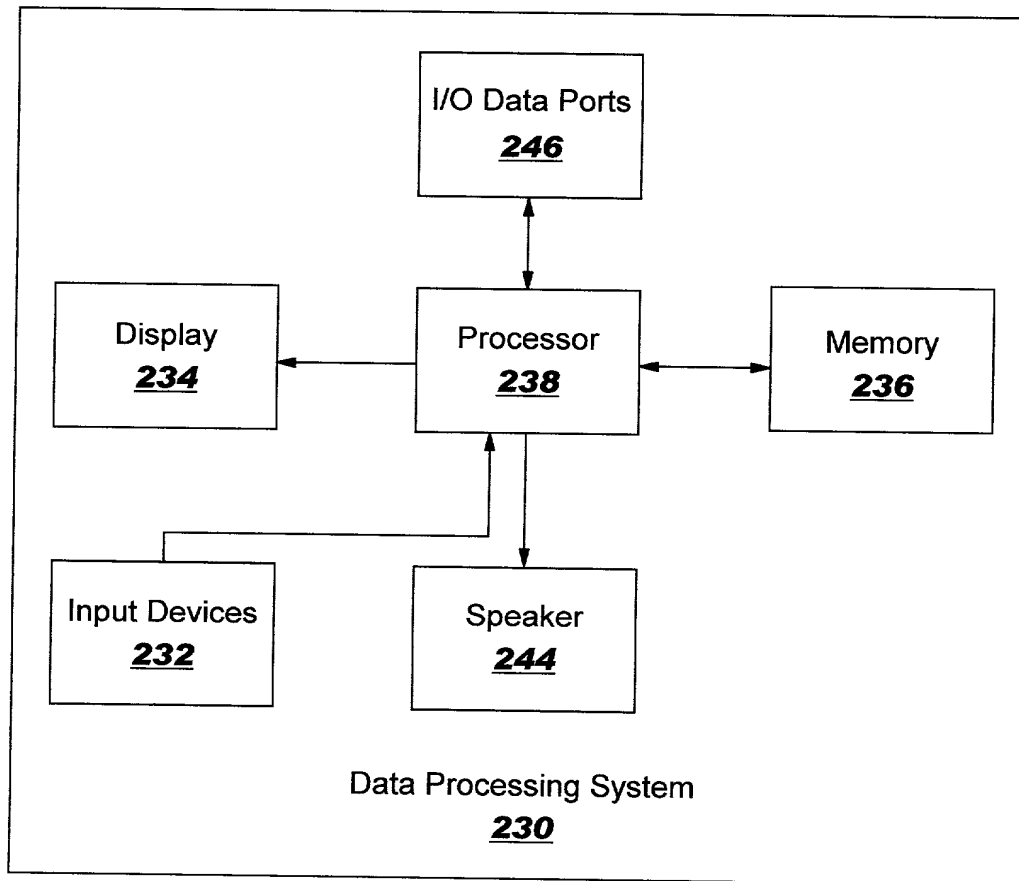 I/O Data Ports
246
Display
234
Processor
238
Memory
236
Input Devices
232
Speaker
244
Data Processing System
230